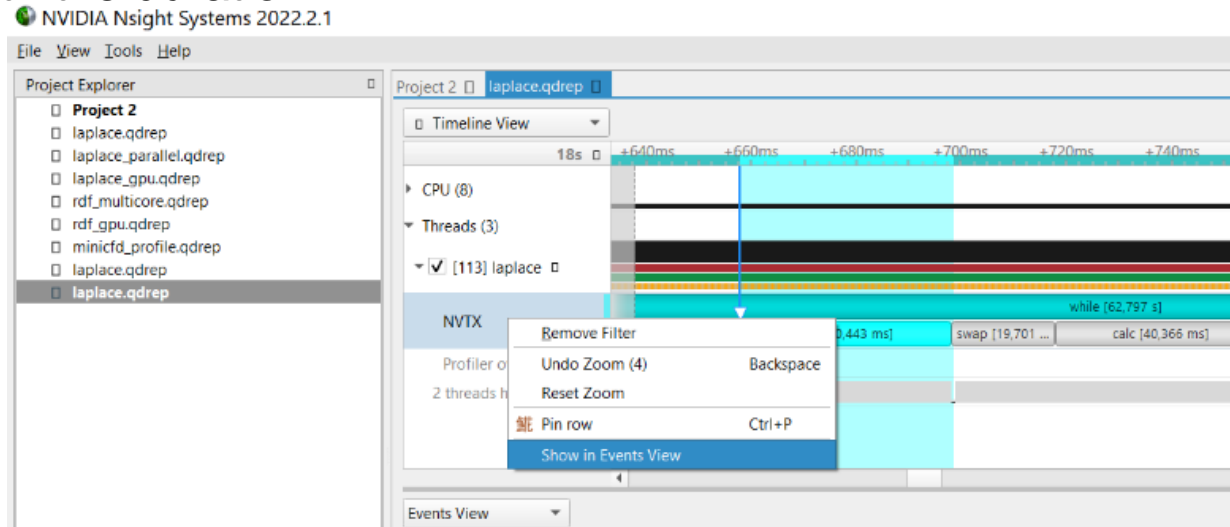 NVIDIA Nsight Systems 2022.2.1
File View Tools Help
Project Explorer
Project 2
laplace.qdrep
laplace_parallel.qdrep
laplace_gpu.qdrep
rdf_multicore.qdrep
rdf_gpu.qdrep
minicfd_profile.qdrep
laplace.qdrep
laplace.qdrep
Project 2 laplace.qdrep
Timeline View
18s +640ms +660ms +680ms +700ms +720ms +740ms
CPU (8)
Threads (3)
[113] laplace
NVTX
while [62,797 s]
0,443 ms] swap [19,701 ... calc [40,366 ms]
Profiler o
2 threads h
Remove Filter
Undo Zoom (4) Backspace
Reset Zoom
Pin row Ctrl+P
Show in Events View
Events View